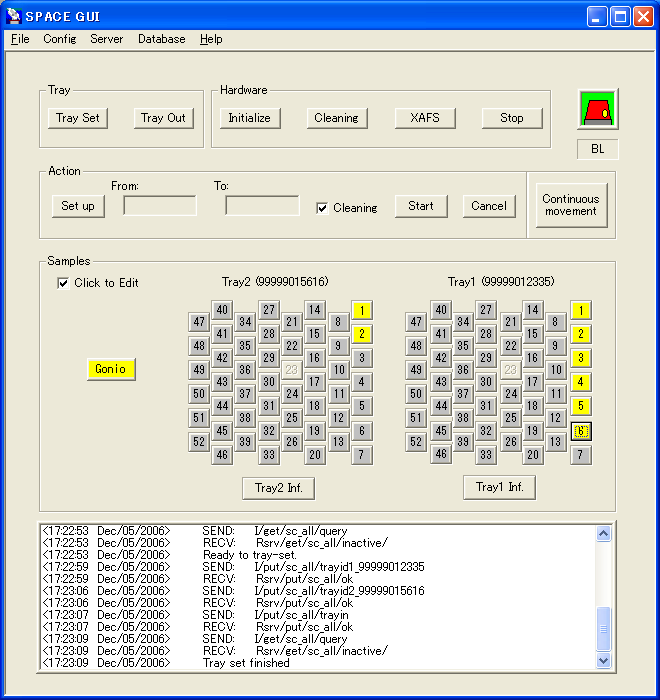 SPACE GUI
File Config Server Database Help
Tray Hardware
Tray Set Tray Out Initialize Cleaning XAFS Stop
BL
Action
From: To:
Set up Cleaning Start Cancel Continuous movement
Samples
Click to Edit Tray2 (99999015616) Tray1 (99999012335)
40 27 14 1 40 27 14 1
47 34 21 8 47 34 21 8
41 28 15 2 41 28 15 2
48 35 22 9 48 35 22 9
42 29 16 3 42 29 16 3
Gonio 49 36 23 10 49 36 23 10
43 30 17 4 43 30 17 4
50 37 24 11 50 37 24 11
44 31 18 5 44 31 18 5
51 38 25 12 51 38 25 12
45 32 19 6 45 32 19 6
52 39 26 13 52 39 26 13
46 33 20 7 46 33 20 7
Tray2 Inf. Tray1 Inf.
<17:22:53 Dec/05/2006> SEND: I/get/sc_all/query
<17:22:53 Dec/05/2006> RECV: Rsrv/get/sc_all/inactive/
<17:22:53 Dec/05/2006> Ready to tray-set.
<17:22:59 Dec/05/2006> SEND: I/put/sc_all/trayid1_99999012335
<17:22:59 Dec/05/2006> RECV: Rsrv/put/sc_all/ok
<17:23:06 Dec/05/2006> SEND: I/put/sc_all/trayid2_99999015616
<17:23:06 Dec/05/2006> RECV: Rsrv/put/sc_all/ok
<17:23:07 Dec/05/2006> SEND: I/put/sc_all/trayin
<17:23:07 Dec/05/2006> RECV: Rsrv/put/sc_all/ok
<17:23:09 Dec/05/2006> SEND: I/get/sc_all/query
<17:23:09 Dec/05/2006> RECV: Rsrv/get/sc_all/inactive/
<17:23:09 Dec/05/2006> Tray set finished